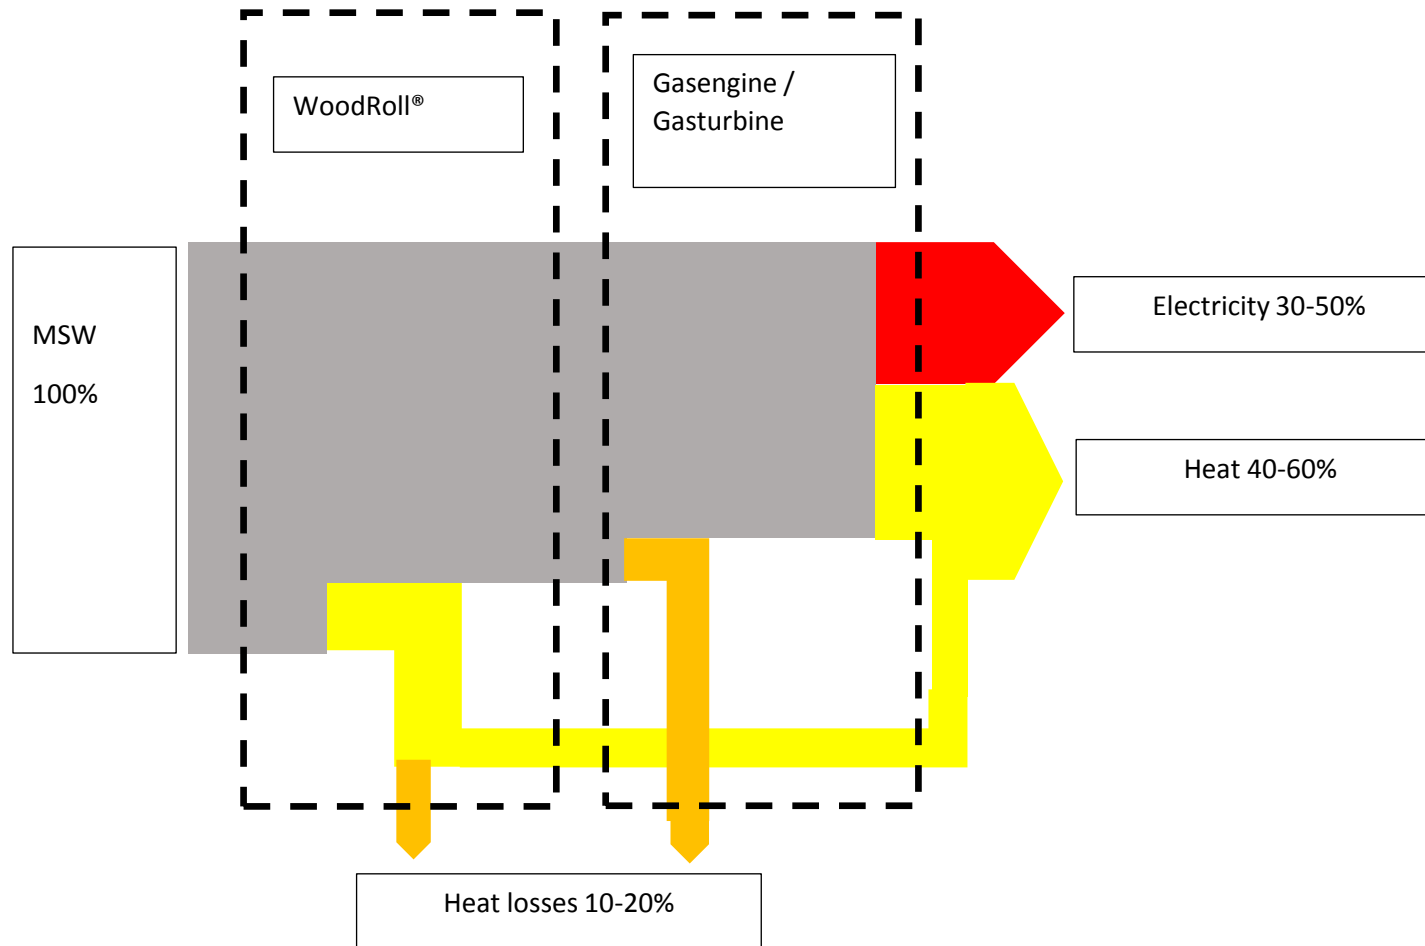 WoodRoll®
Gasengine /
Gasturbine
MSW
100%
Electricity 30-50%
Heat 40-60%
Heat losses 10-20%